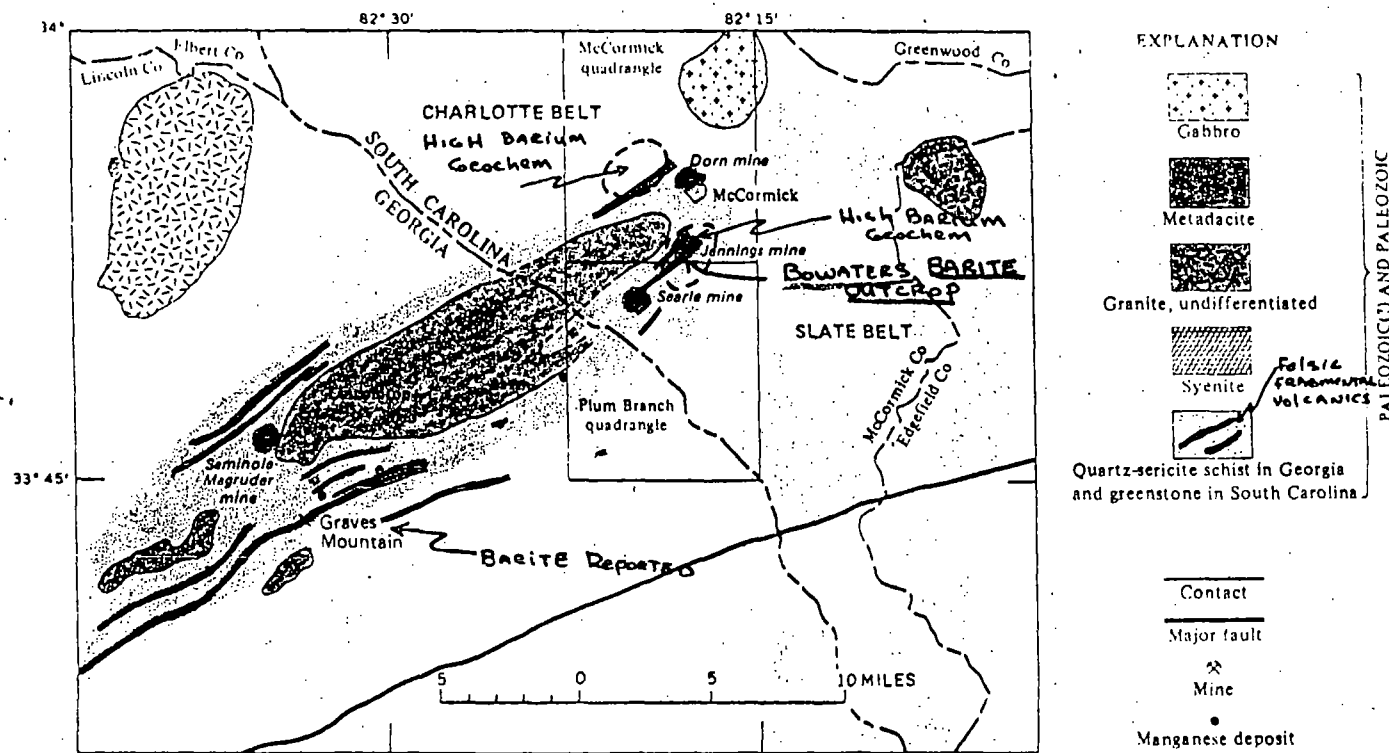 82° 30'
82° 15'
34°
Lincoln Co
Elbert Co
McCormick
quadrangle
Greenwood
Co
CHARLOTTE BELT
HIGH BARIUM
GEOCHEM
SOUTH CAROLINA
GEORGIA
Dorn mine
McCormick
HIGH BARIUM
GEOCHEM
Jennings mine
BOWATERS BARITE
OUTCROP
Searle mine
SLATE BELT
McCormick Co
Edgefield Co
Plum Branch
quadrangle
Seminole
Magruder
mine
33° 45'
Graves
Mountain
BARITE REPORTED
5 0 5 10 MILES
EXPLANATION
Gabbro
Metadacite
Granite, undifferentiated
Syenite
FELSIC
FRAGMENTAL
VOLCANICS
Quartz-sericite schist in Georgia
and greenstone in South Carolina
PALEOZOIC(?) AND PALEOZOIC
Contact
Major fault
Mine
Manganese deposit